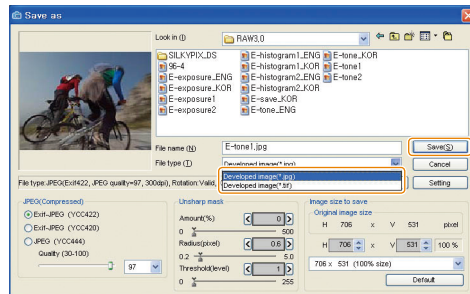 Save as
Look in (I)
RAW3,0
SILKYPIX_DS
96-4
E-exposure_ENG
E-exposure_KOR
E-exposure1
E-exposure2
E-histogram1_ENG
E-histogram1_KOR
E-histogram2_ENG
E-histogram2_KOR
E-save_KOR
E-tone_ENG
E-tone_KOR
E-tone1
E-tone2
File name (N)
E-tone1.jpg
Save(S)
File type (T)
Developed image(*.jpg)
Cancel
Developed image(*.jpg)
Developed image(*.tif)
File type:JPEG(Exif422, JPEG quality=97, 300dpi), Rotation:Valid,
Setting
JPEG(Compressed)
Exif-JPEG (YCC422)
Exif-JPEG (YCC420)
JPEG (YCC444)
Quality (30-100)
97
Unsharp mask
Amount(%)
0
0
500
Radius(pixel)
0.6
0.2
5.0
Threshold(level)
1
0
255
Image size to save
Original image size
H 706 x V 531 pixel
H 706 x V 531 100 %
706 x 531 (100% size)
Default